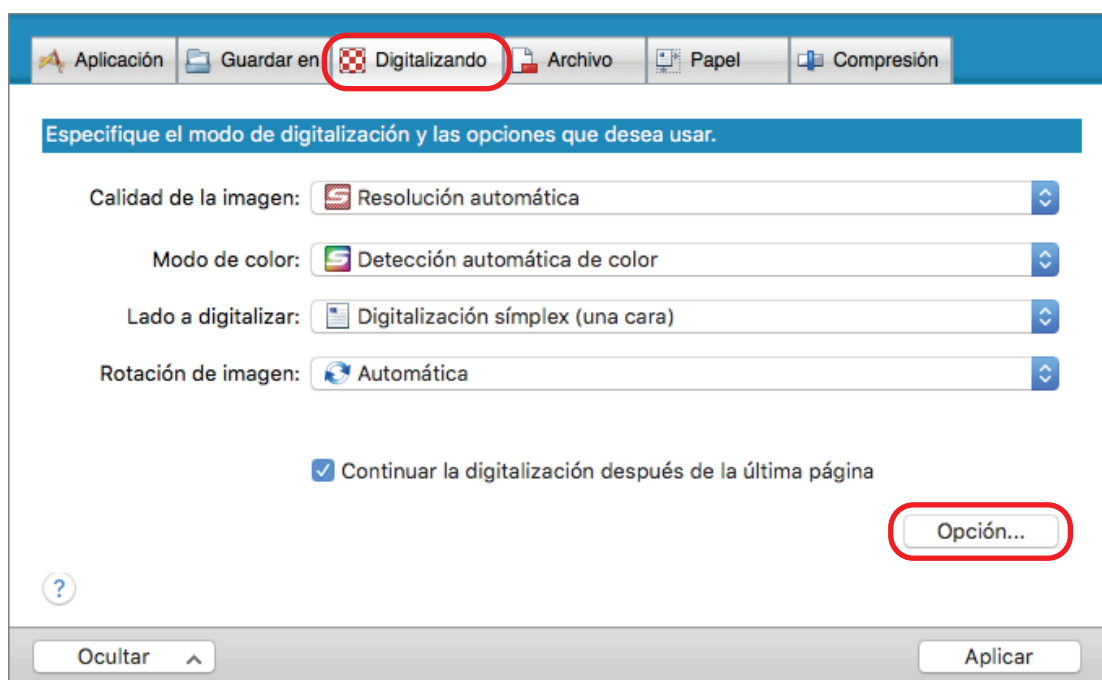 Aplicación Guardar en Digitalizando Archivo Papel Compresión
Especifique el modo de digitalización y las opciones que desea usar.
Calidad de la imagen: Resolución automática
Modo de color: Detección automática de color
Lado a digitalizar: Digitalización símplex (una cara)
Rotación de imagen: Automática
Continuar la digitalización después de la última página
Opción...
?
Ocultar Aplicar